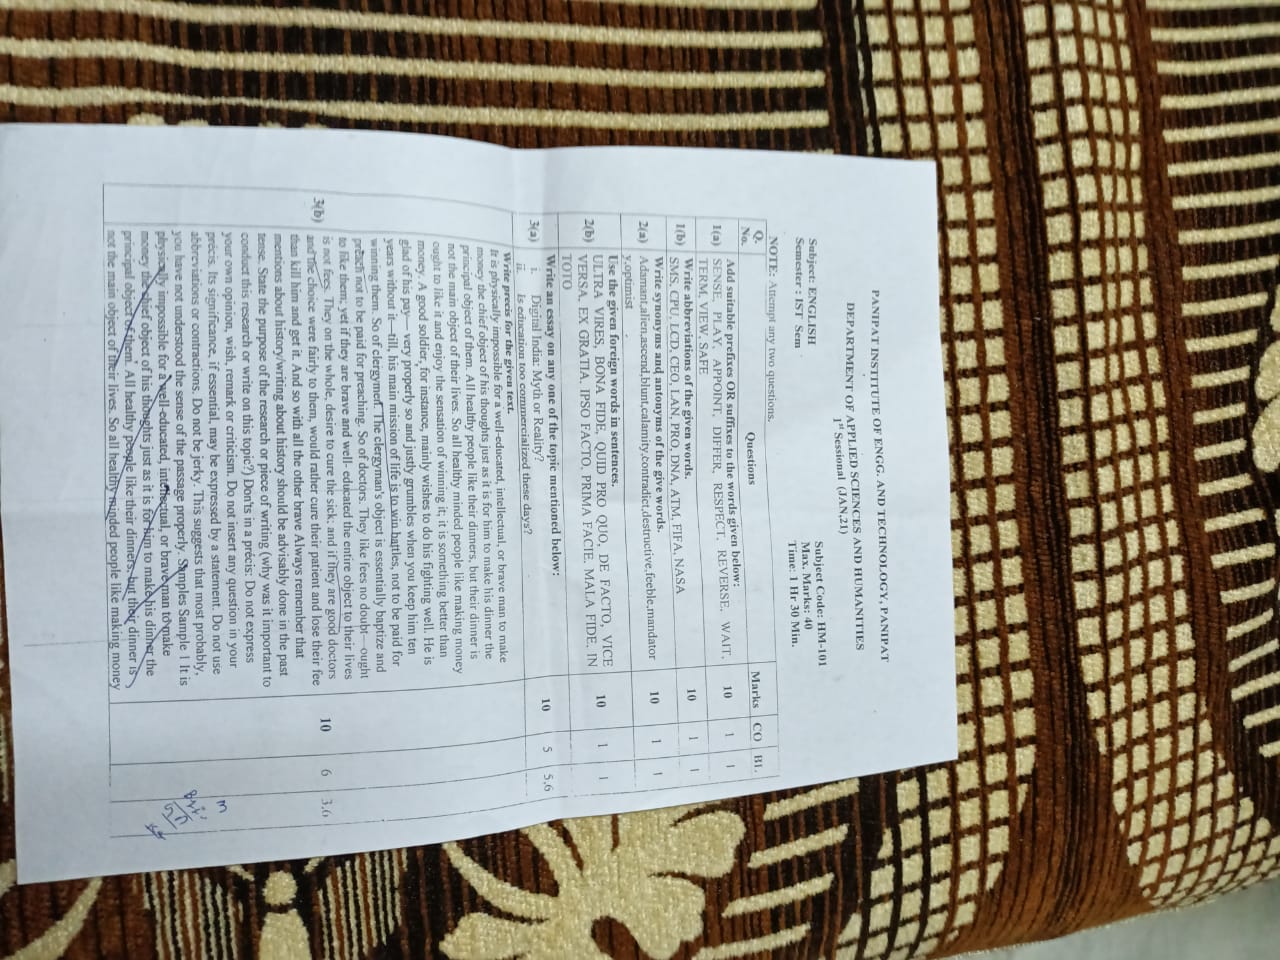 PANIPAT INSTITUTE OF ENGG. AND TECHNOLOGY, PANIPAT
DEPARTMENT OF APPLIED SCIENCES AND HUMANITIES
1st Sessional (JAN,21)
Subject: ENGLISH Subject Code: HM-101
Semester : IST Sem Max. Marks: 40
Time: 1 Hr 30 Min.
NOTE: Attempt any two questions.
Q. No. Questions Marks CO BL
1(a) Add suitable prefixes OR suffixes to the words given below: 10 1 1
SENSE, PLAY, APPOINT, DIFFER, RESPECT, REVERSE, WAIT,
TERM, VIEW, SAFE
1(b) Write abbreviations of the given words. 10 1 1
SMS, CPU, LCD, CEO, LAN, PRO, DNA, ATM, FIFA, NASA
2(a) Write synonyms and antonyms of the give words. 10 1 1
Adamant,alien,ascend,blunt,calamity,contradict,destructive,feeble,mandator
y,optimist
2(b) Use the given foreign words in sentences. 10 1 1
ULTRA VIRES, BONA FIDE, QUID PRO QUO, DE FACTO, VICE
VERSA, EX GRATIA, IPSO FACTO, PRIMA FACIE, MALA FIDE, IN
TOTO
3(a) Write an essay on any one of the topic mentioned below: 10 5 5,6
i. Digital India: Myth or Reality?
ii. Is education too commercialized these days?
3(b) Write precis for the given text. 10 6 3,6
It is physically impossible for a well-educated, intellectual, or brave man to make
money the chief object of his thoughts just as it is for him to make his dinner the
principal object of them. All healthy people like their dinners, but their dinner is
not the main object of their lives. So all healthy minded people like making money
ought to like it and enjoy the sensation of winning it; it is something better than
money. A good soldier, for instance, mainly wishes to do his fighting well. He is
glad of his pay— very properly so and justly grumbles when you keep him ten
years without it—till, his main mission of life is to win battles, not to be paid for
winning them. So of clergymen. The clergyman's object is essentially baptize and
preach not to be paid for preaching. So of doctors. They like fees no doubt—ought
to like them; yet if they are brave and well- educated the entire object to their lives
is not fees. They on the whole, desire to cure the sick; and if they are good doctors
and the choice were fairly to them, would rather cure their patient and lose their fee
than kill him and get it. And so with all the other brave Always remember that
mentions about history/writing about history should be advisably done in the past
tense. State the purpose of the research or piece of writing (why was it important to
conduct this research or write on this topic?) Don'ts in a précis: Do not express
your own opinion, wish, remark or criticism. Do not insert any question in your
précis. Its significance, if essential, may be expressed by a statement. Do not use
abbreviations or contractions. Do not be jerky. This suggests that most probably,
you have not understood the sense of the passage properly. Samples Sample 1 It is
physically impossible for a well-educated, intellectual, or brave man to make
money the chief object of his thoughts just as it is for him to make his dinner the
principal object of them. All healthy people like their dinners, but their dinner is
not the main object of their lives. So all healthy minded people like making money